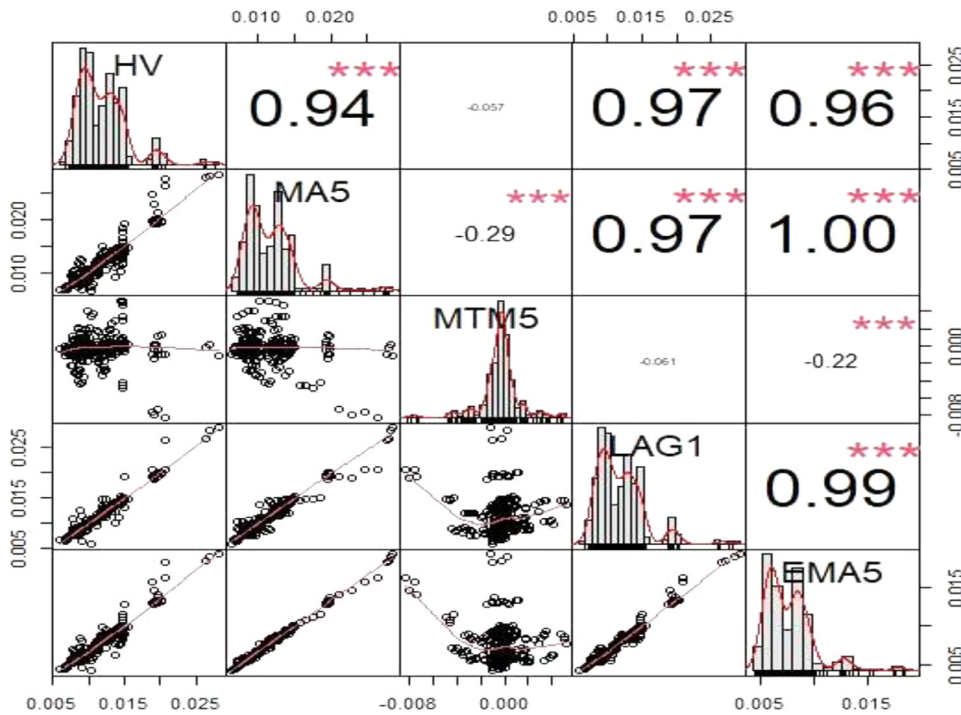 0.010 0.020 0.005 0.015 0.025
HV *** 0.94 -0.057 *** 0.97 *** 0.96 0.005 0.015 0.025
0.010 0.020 MA5 *** -0.29 *** 0.97 *** 1.00
MTM5 -0.061 *** -0.22 -0.008 0.000
0.005 0.015 0.025 LAG1 *** 0.99
EMA5 0.005 0.015
0.005 0.015 0.025 -0.008 0.000 0.005 0.015